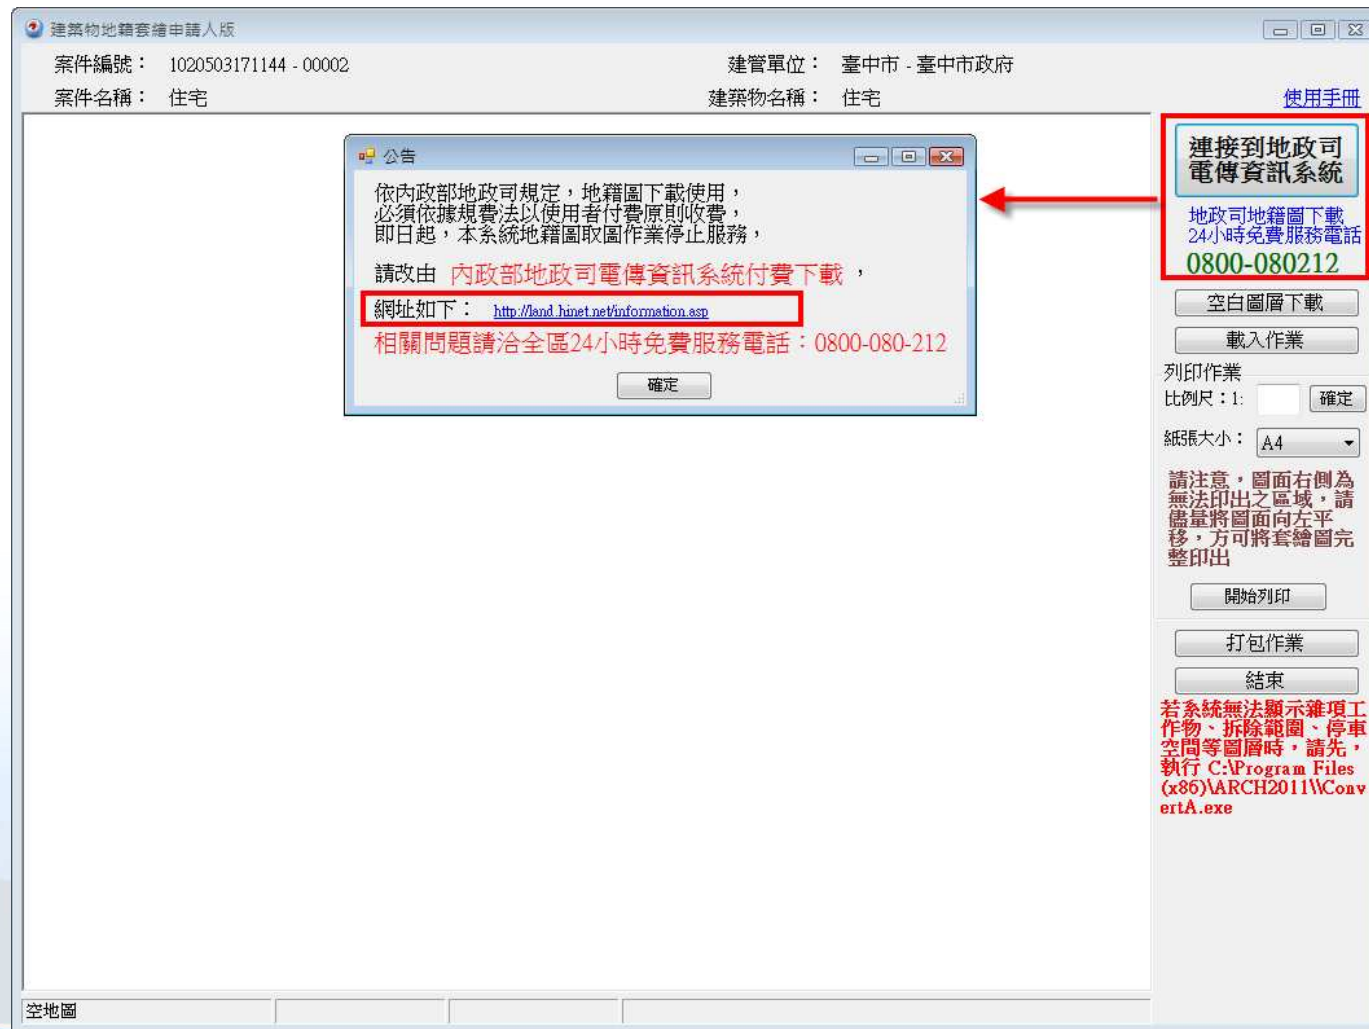 建築物地籍套繪申請人版
案件編號： 1020503171144 - 00002
建管單位： 臺中市 - 臺中市政府
案件名稱： 住宅
建築物名稱： 住宅
使用手冊
公告
依內政部地政司規定，地籍圖下載使用，
必須依據規費法以使用者付費原則收費，
即日起，本系統地籍圖取圖作業停止服務，
請改由 內政部地政司電傳資訊系統付費下載 ，
網址如下： http://land.hinet.net/information.asp
相關問題請洽全區24小時免費服務電話：0800-080-212
確定
連接到地政司
電傳資訊系統
地政司地籍圖下載
24小時免費服務電話
0800-080212
空白圖層下載
載入作業
列印作業
比例尺：1: 確定
紙張大小： A4
請注意，圖面右側為
無法印出之區域，請
儘量將圖面向左平
移，方可將套繪圖完
整印出
開始列印
打包作業
結束
若系統無法顯示雜項工
作物、拆除範圍、停車
空間等圖層時，請先，
執行 C:\Program Files
(x86)\ARCH2011\\Conv
ertA.exe
空地圖